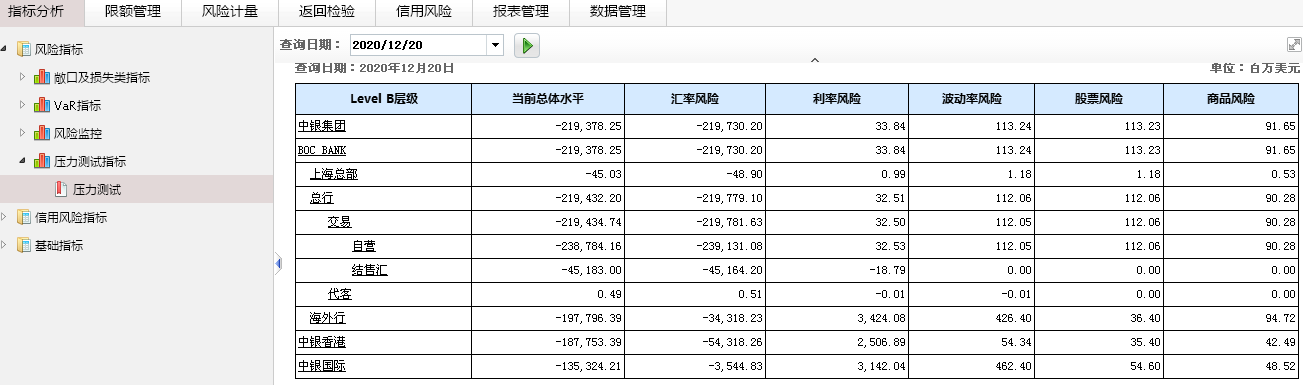 指标分析 限额管理 风险计量 返回检验 信用风险 报表管理 数据管理
风险指标
敞口及损失类指标
VaR指标
风险监控
压力测试指标
压力测试
信用风险指标
基础指标
查询日期： 2020/12/20
查询日期：2020年12月20日 单位：百万美元
Level B层级 当前总体水平 汇率风险 利率风险 波动率风险 股票风险 商品风险
中银集团 -219,378.25 -219,730.20 33.84 113.24 113.23 91.65
BOC BANK -219,378.25 -219,730.20 33.84 113.24 113.23 91.65
上海总部 -45.03 -48.90 0.99 1.18 1.18 0.53
总行 -219,432.20 -219,779.10 32.51 112.06 112.06 90.28
交易 -219,434.74 -219,781.63 32.50 112.05 112.06 90.28
自营 -238,784.16 -239,131.08 32.53 112.05 112.06 90.28
结售汇 -45,183.00 -45,164.20 -18.79 0.00 0.00 0.00
代客 0.49 0.51 -0.01 -0.01 0.00 0.00
海外行 -197,796.39 -34,318.23 3,424.08 426.40 36.40 94.72
中银香港 -187,753.39 -54,318.26 2,506.89 54.34 35.40 42.49
中银国际 -135,324.21 -3,544.83 3,142.04 462.40 54.60 48.52